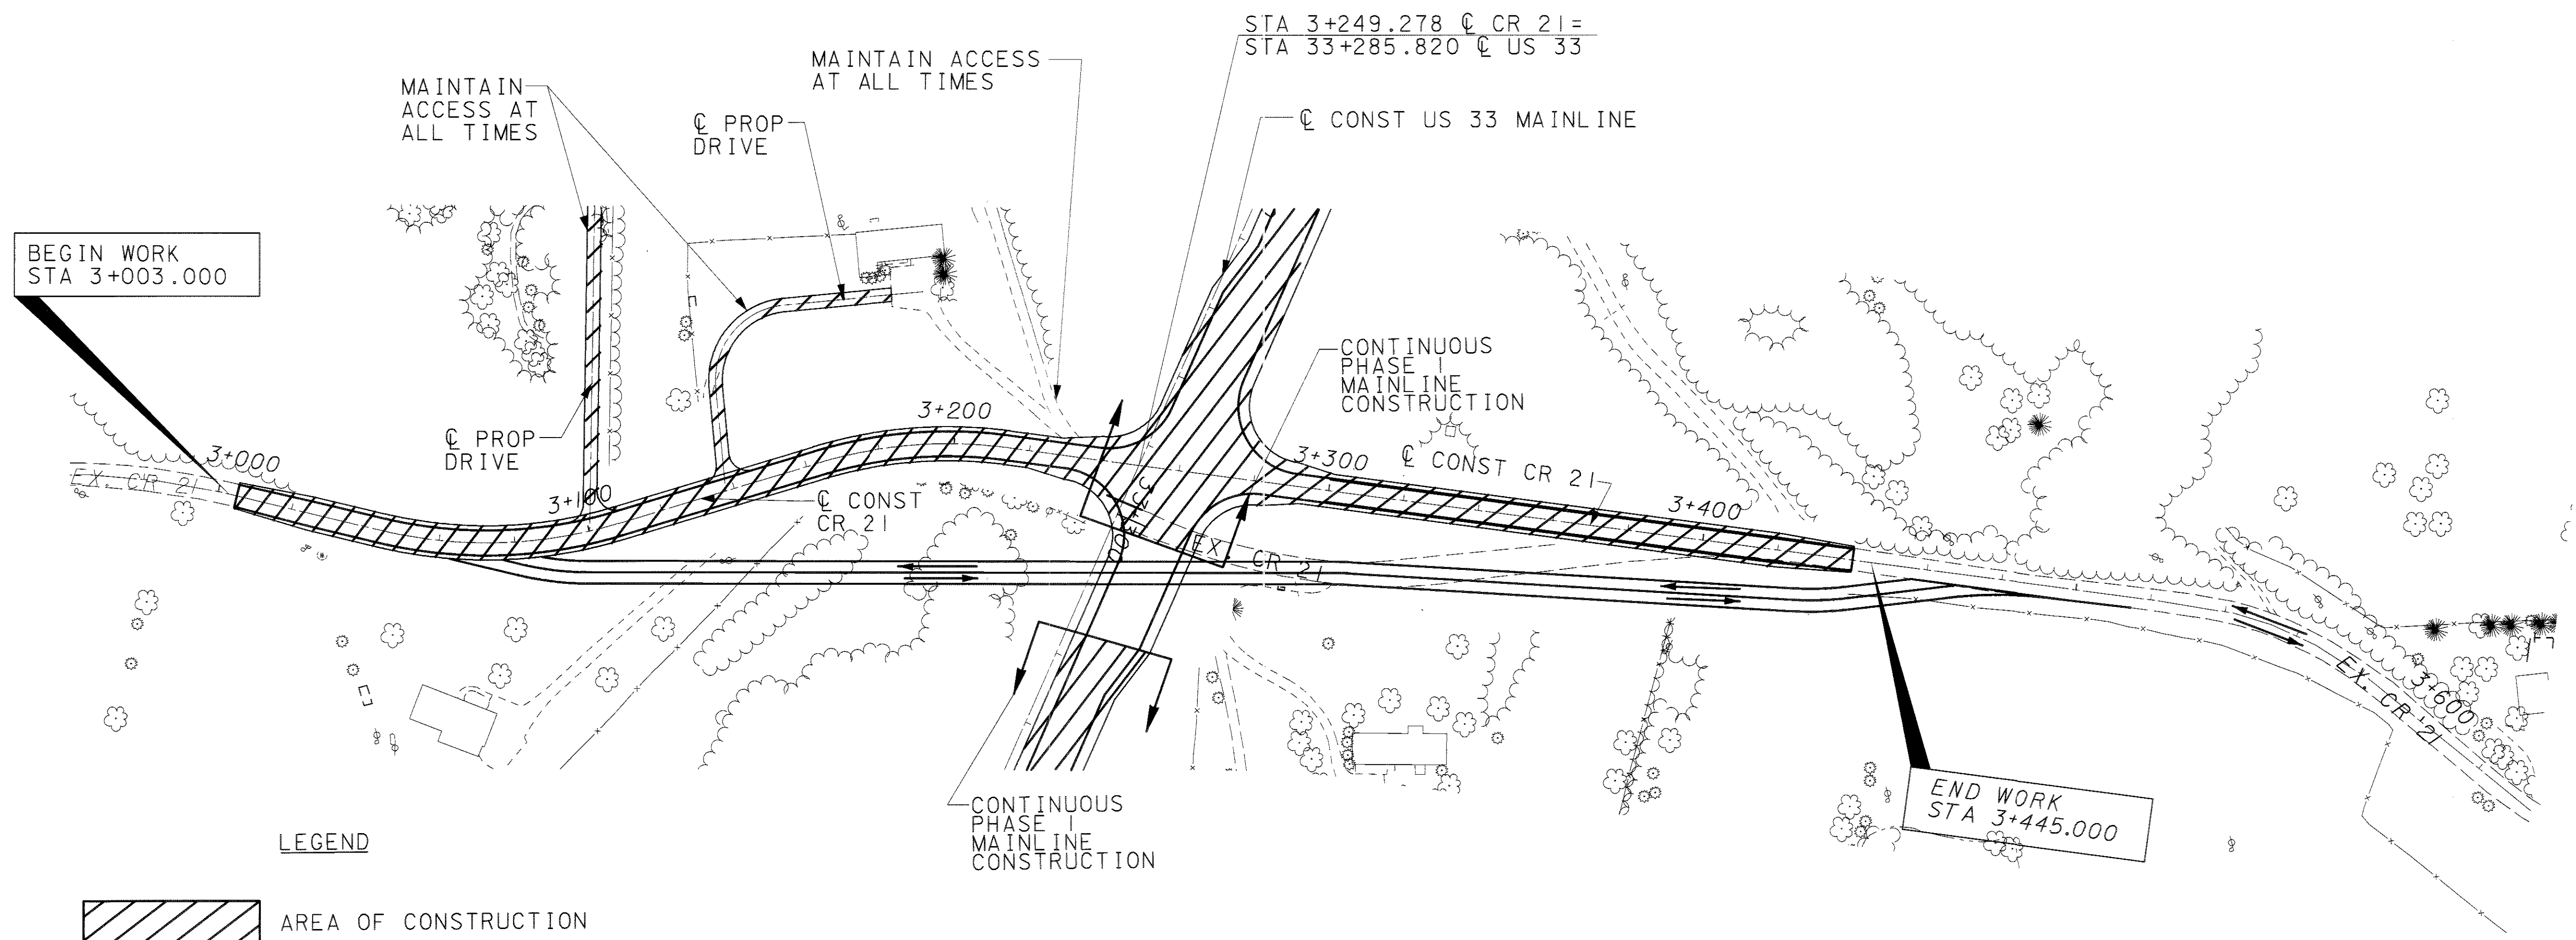 STA 3+249.278 ℄ CR 21=
STA 33+285.820 ℄ US 33
MAINTAIN ACCESS
AT ALL TIMES
MAINTAIN
ACCESS AT
ALL TIMES
℄ PROP
DRIVE
℄ CONST US 33 MAINLINE
BEGIN WORK
STA 3+003.000
CONTINUOUS
PHASE 1
MAINLINE
CONSTRUCTION
3+200
℄ PROP
DRIVE
3+000
EX. CR 21
3+100
℄ CONST
CR 21
3+300
℄ CONST CR 21
3+400
EX.
CR 21
EX. CR 21
3+600
END WORK
STA 3+445.000
CONTINUOUS
PHASE 1
MAINLINE
CONSTRUCTION
LEGEND
AREA OF CONSTRUCTION